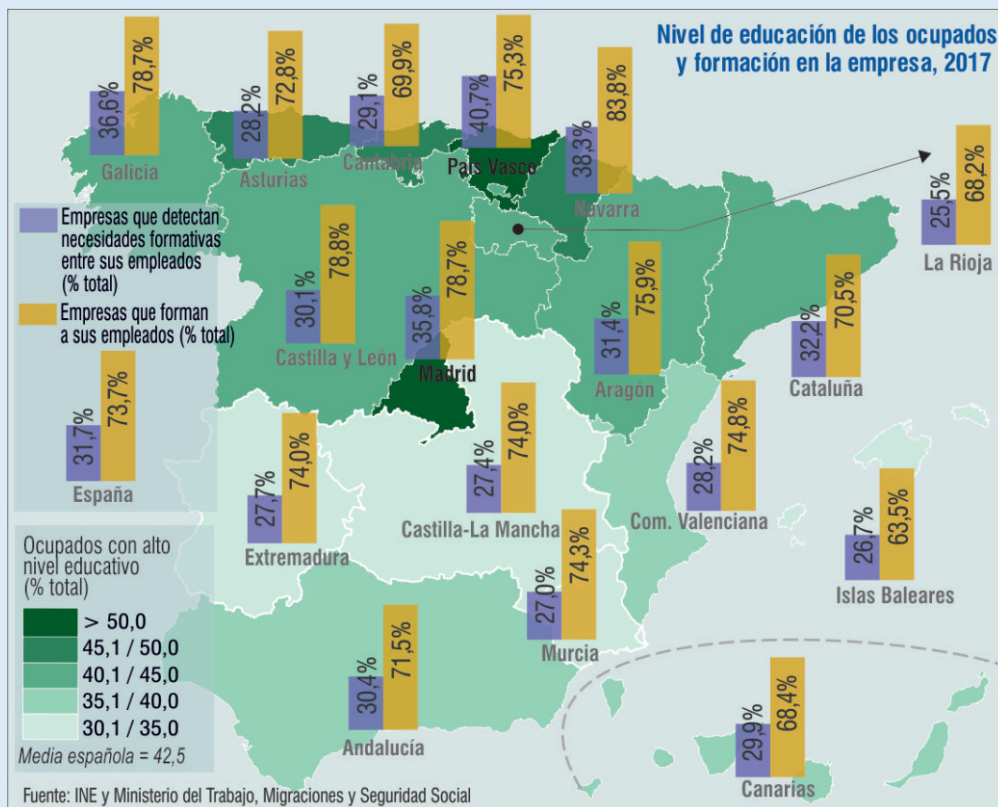 Nivel de educación de los ocupados
y formación en la empresa, 2017
36,6%
78,7%
Galicia
28,2%
72,8%
Asturias
29,1%
69,9%
Cantabria
40,7%
75,3%
País Vasco
38,3%
83,8%
Navarra
25,5%
68,2%
La Rioja
Empresas que detectan
necesidades formativas
entre sus empleados
(% total)
Empresas que forman
a sus empleados (% total)
30,1%
78,8%
Castilla y León
35,8%
78,7%
Madrid
31,4%
75,9%
Aragón
32,2%
70,5%
Cataluña
31,7%
73,7%
España
27,7%
74,0%
Extremadura
27,4%
74,0%
Castilla-La Mancha
28,2%
74,8%
Com. Valenciana
26,7%
63,5%
Islas Baleares
27,0%
74,3%
Murcia
30,4%
71,5%
Andalucía
29,9%
68,4%
Canarias
Ocupados con alto
nivel educativo
(% total)
> 50,0
45,1 / 50,0
40,1 / 45,0
35,1 / 40,0
30,1 / 35,0
Media española = 42,5
Fuente: INE y Ministerio del Trabajo, Migraciones y Seguridad Social